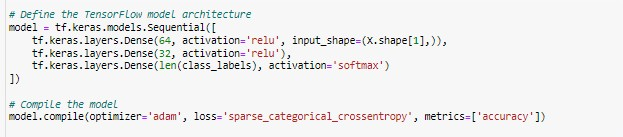 # Define the TensorFlow model architecture
model = tf.keras.models.Sequential([
    tf.keras.layers.Dense(64, activation='relu', input_shape=(X.shape[1],)),
    tf.keras.layers.Dense(32, activation='relu'),
    tf.keras.layers.Dense(len(class_labels), activation='softmax')
])

# Compile the model
model.compile(optimizer='adam', loss='sparse_categorical_crossentropy', metrics=['accuracy'])